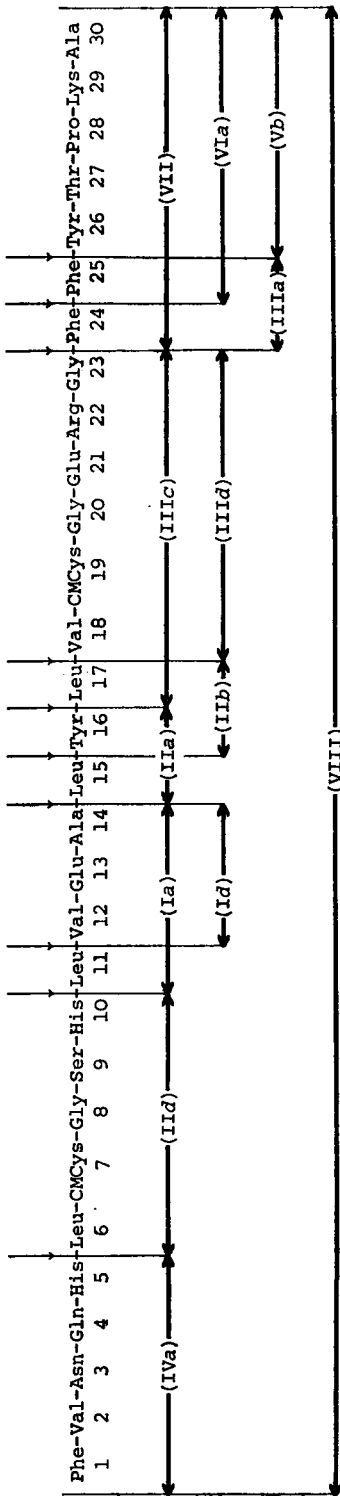 Phe-Val-Asn-Gln-His-Leu-CMCys-Gly-Ser-His-Leu-Val-Glu-Ala-Leu-Tyr-Leu-Val-CMCys-Gly-Glu-Arg-Gly-Phe-Phe-Tyr-Thr-Pro-Lys-Ala
1 2 3 4 5 6 7 8 9 10 11 12 13 14 15 16 17 18 19 20 21 22 23 24 25 26 27 28 29 30
(IVa) (IId) (Ia) (IIa) (IIIc) (VII)
(Id) (IIb) (IIId) (VIa)
(IIIa) (Vb)
(VIII)